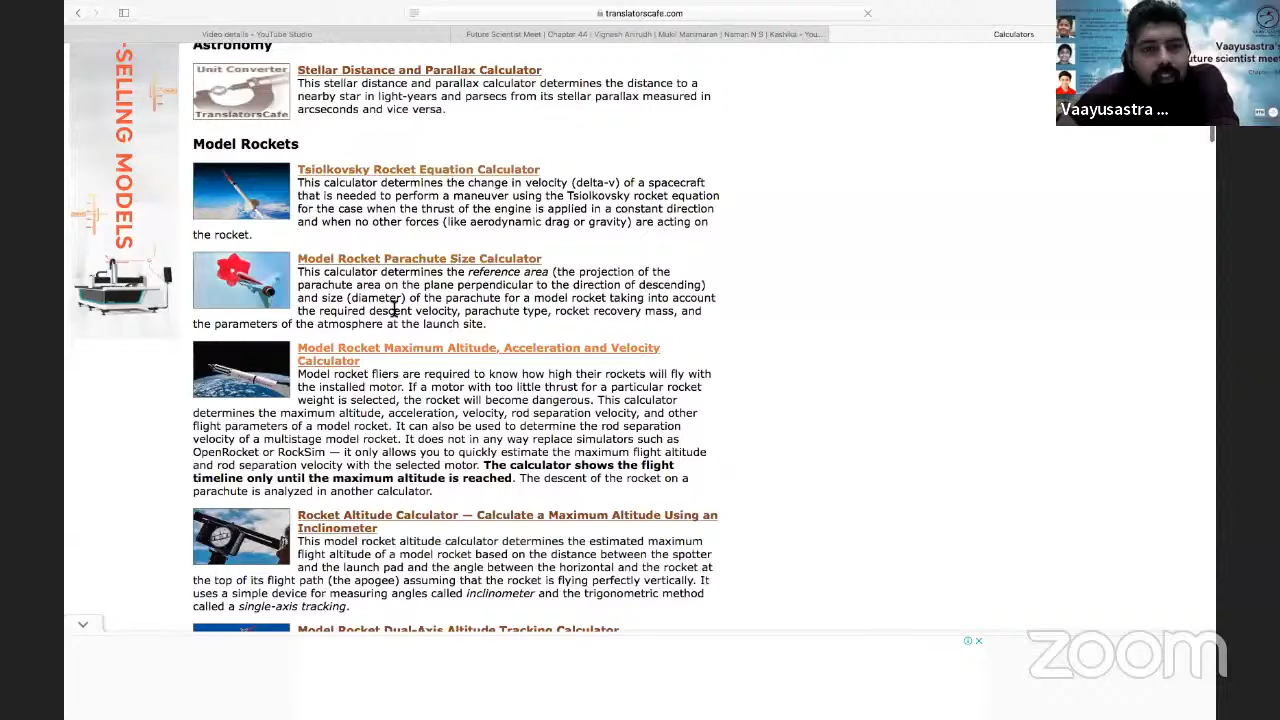 translatorscafe.com
Video details - YouTube Studio
Future Scientist Meet | Chapter 44 | Vignesh Anirudh | Mukil Manimaran | Naman N S | Kashika - You...
Calculators
Astronomy
Unit Converter
TranslatorsCafe
Stellar Distance and Parallax Calculator
This stellar distance and parallax calculator determines the distance to a
nearby star in light-years and parsecs from its stellar parallax measured in
arcseconds and vice versa.
Model Rockets
Tsiolkovsky Rocket Equation Calculator
This calculator determines the change in velocity (delta-v) of a spacecraft
that is needed to perform a maneuver using the Tsiolkovsky rocket equation
for the case when the thrust of the engine is applied in a constant direction
and when no other forces (like aerodynamic drag or gravity) are acting on
the rocket.
Model Rocket Parachute Size Calculator
This calculator determines the reference area (the projection of the
parachute area on the plane perpendicular to the direction of descending)
and size (diameter) of the parachute for a model rocket taking into account
the required descent velocity, parachute type, rocket recovery mass, and
the parameters of the atmosphere at the launch site.
Model Rocket Maximum Altitude, Acceleration and Velocity
Calculator
Model rocket fliers are required to know how high their rockets will fly with
the installed motor. If a motor with too little thrust for a particular rocket
weight is selected, the rocket will become dangerous. This calculator
determines the maximum altitude, acceleration, velocity, rod separation velocity, and other
flight parameters of a model rocket. It can also be used to determine the rod separation
velocity of a multistage model rocket. It does not in any way replace simulators such as
OpenRocket or RockSim — it only allows you to quickly estimate the maximum flight altitude
and rod separation velocity with the selected motor. The calculator shows the flight
timeline only until the maximum altitude is reached. The descent of the rocket on a
parachute is analyzed in another calculator.
Rocket Altitude Calculator — Calculate a Maximum Altitude Using an
Inclinometer
This model rocket altitude calculator determines the estimated maximum
flight altitude of a model rocket based on the distance between the spotter
and the launch pad and the angle between the horizontal and the rocket at
the top of its flight path (the apogee) assuming that the rocket is flying perfectly vertically. It
uses a simple device for measuring angles called inclinometer and the trigonometric method
called a single-axis tracking.
Model Rocket Dual-Axis Altitude Tracking Calculator
SELLING MODELS
Vaayusastra's
uture scientist meet
Vaayusastra ...
zoom